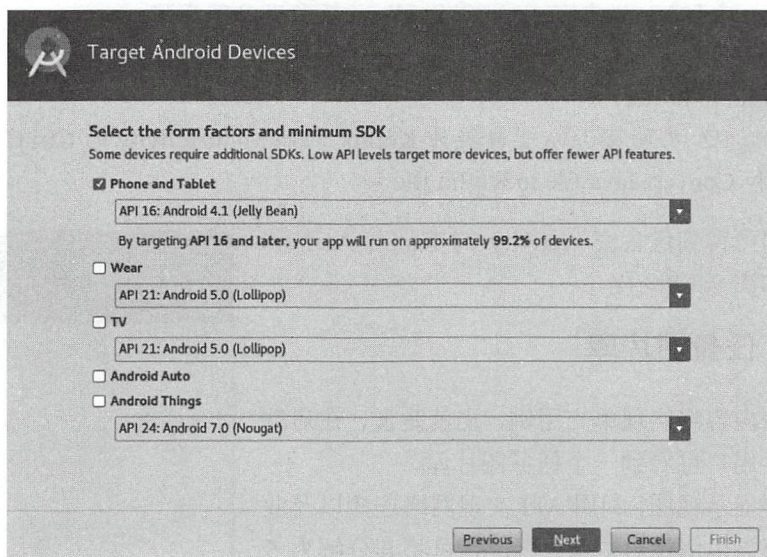 Target Android Devices
Select the form factors and minimum SDK
Some devices require additional SDKs. Low API levels target more devices, but offer fewer API features.
Phone and Tablet
API 16: Android 4.1 (Jelly Bean)
By targeting API 16 and later, your app will run on approximately 99.2% of devices.
Wear
API 21: Android 5.0 (Lollipop)
TV
API 21: Android 5.0 (Lollipop)
Android Auto
Android Things
API 24: Android 7.0 (Nougat)
Previous Next Cancel Finish